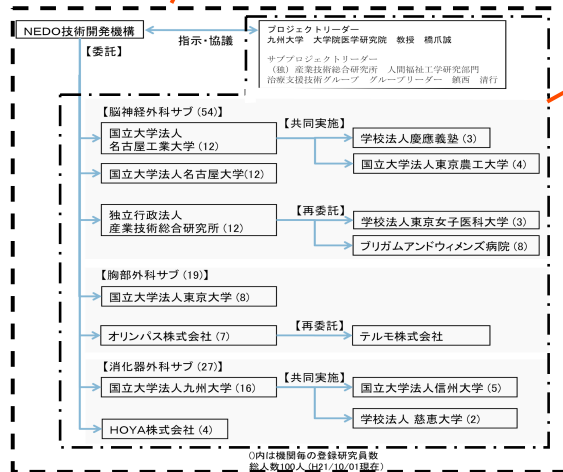 NEDO技術開発機構
指示・協議
【委託】
プロジェクトリーダー
九州大学 大学院医学研究院 教授 橋爪誠
サブプロジェクトリーダー
(独)産業技術総合研究所 人間福祉工学研究部門
治療支援技術グループ グループリーダー 鎮西 清行
【脳神経外科サブ(54)】
国立大学法人
名古屋工業大学(12)
【共同実施】
学校法人慶應義塾(3)
国立大学法人東京農工大学(4)
国立大学法人名古屋大学(12)
独立行政法人
産業技術総合研究所(12)
【再委託】
学校法人東京女子医科大学(3)
ブリガムアンドウィメンズ病院(8)
【胸部外科サブ(19)】
国立大学法人東京大学(8)
オリンパス株式会社(7)
【再委託】
テルモ株式会社
【消化器外科サブ(27)】
国立大学法人九州大学(16)
【共同実施】
国立大学法人信州大学(5)
学校法人 慈恵大学(2)
HOYA株式会社(4)
()内は機関毎の登録研究員数
総人数100人(H21/10/01現在)